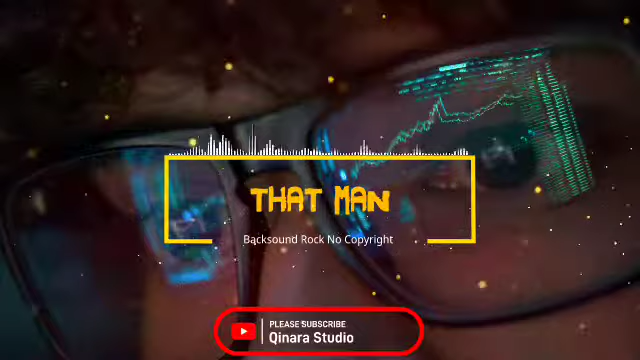 THAT MAN
Backsound Rock No Copyright
PLEASE SUBSCRIBE
Qinara Studio